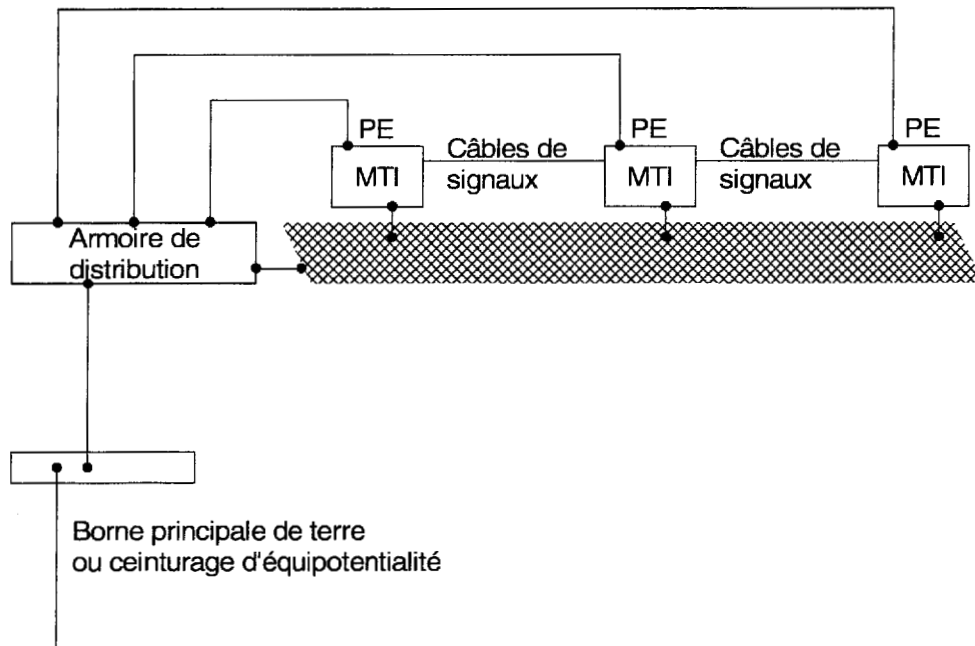 PE
Câbles de
signaux
PE
Câbles de
signaux
PE
MTI
MTI
MTI
Armoire de
distribution
Borne principale de terre
ou ceinturage d'équipotentialité